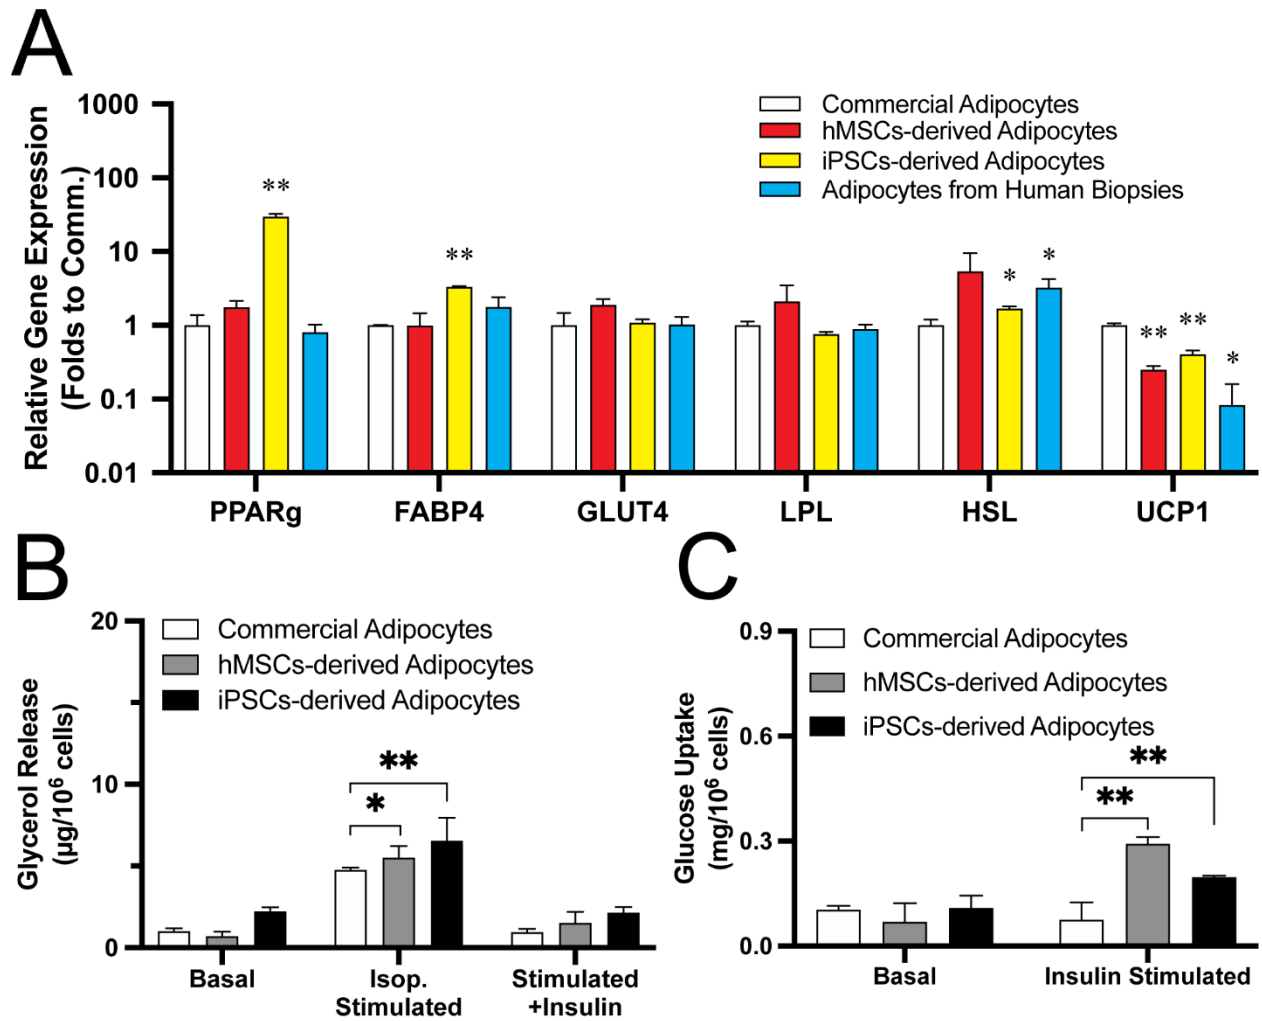 A
Relative Gene Expression
(Folds to Comm.)
1000
100
10
1
0.1
0.01
Commercial Adipocytes
hMSCs-derived Adipocytes
iPSCs-derived Adipocytes
Adipocytes from Human Biopsies
**
**
*
*
**
**
*
PPARg
FABP4
GLUT4
LPL
HSL
UCP1
B
Glycerol Release
(µg/10⁶ cells)
20
10
0
Commercial Adipocytes
hMSCs-derived Adipocytes
iPSCs-derived Adipocytes
**
*
Basal
Isop.
Stimulated
Stimulated
+Insulin
C
Glucose Uptake
(mg/10⁶ cells)
0.9
0.6
0.3
0.0
Commercial Adipocytes
hMSCs-derived Adipocytes
iPSCs-derived Adipocytes
**
**
Basal
Insulin Stimulated